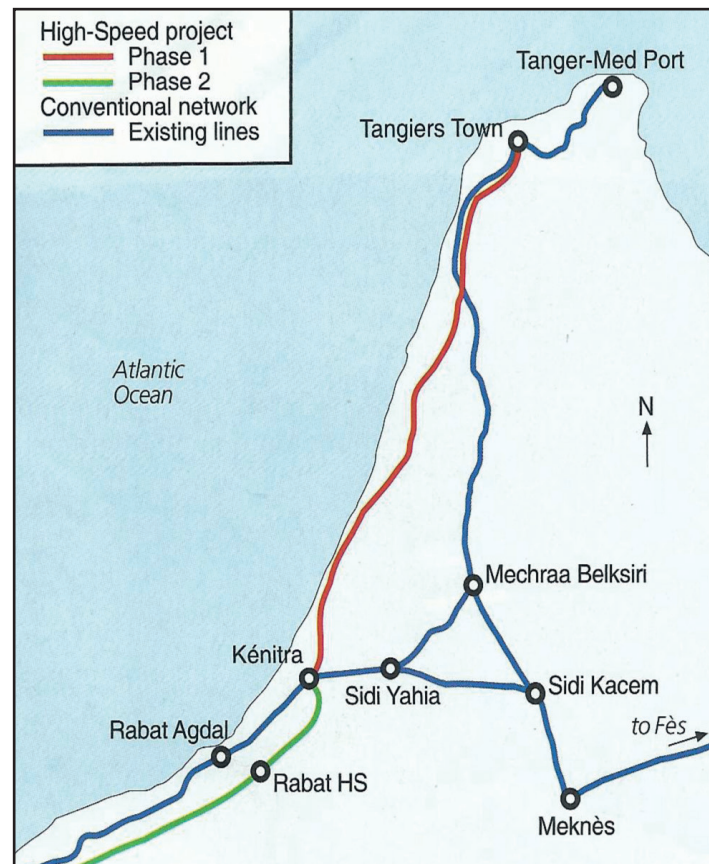 High-Speed project
Phase 1
Phase 2
Conventional network
Existing lines
Tanger-Med Port
Tangiers Town
Atlantic
Ocean
N
Mechraa Belksiri
Kénitra
Sidi Yahia
Sidi Kacem
Rabat Agdal
to Fès
Rabat HS
Meknès